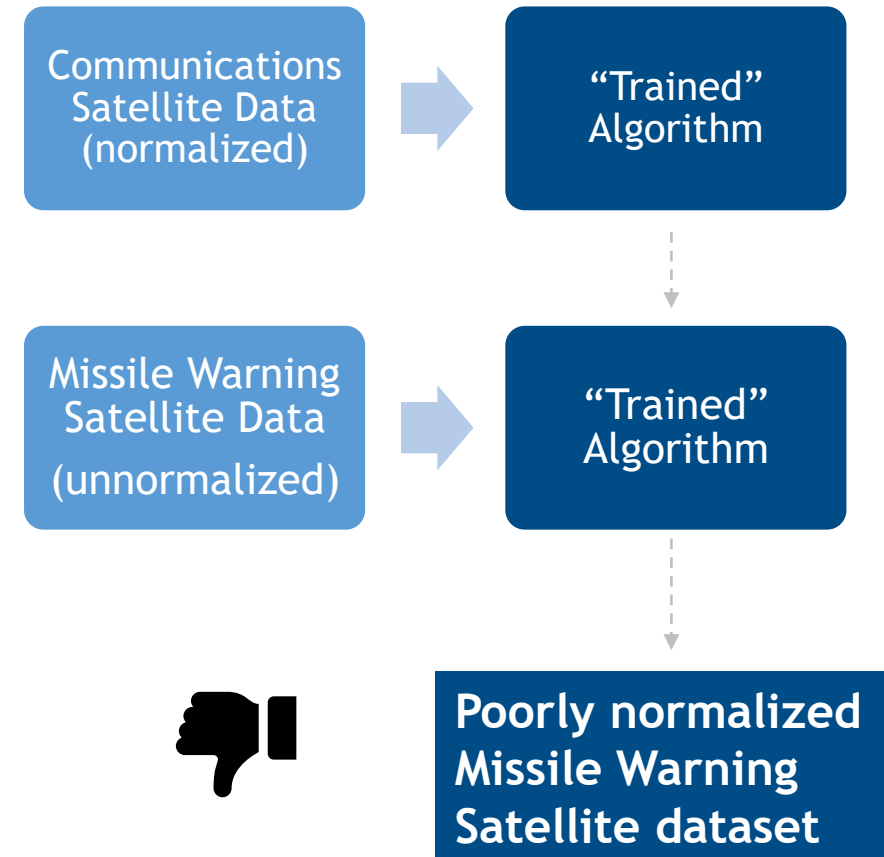 Communications
Satellite Data
(normalized)
“Trained”
Algorithm
Missile Warning
Satellite Data
(unnormalized)
“Trained”
Algorithm
Poorly normalized
Missile Warning
Satellite dataset